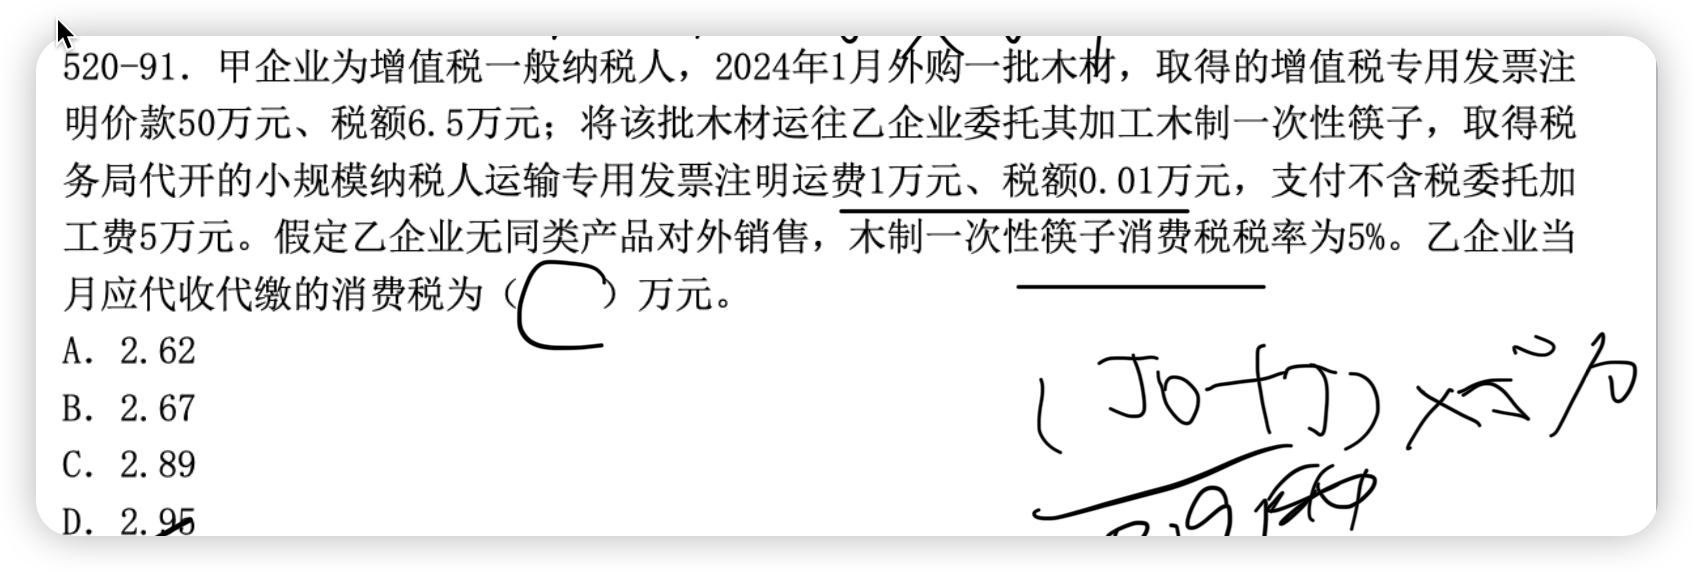 520-91. 甲企业为增值税一般纳税人，2024年1月外购一批木材，取得的增值税专用发票注
明价款50万元、税额6.5万元；将该批木材运往乙企业委托其加工木制一次性筷子，取得税
务局代开的小规模纳税人运输专用发票注明运费1万元、税额0.01万元，支付不含税委托加
工费5万元。假定乙企业无同类产品对外销售，木制一次性筷子消费税税率为5%。乙企业当
月应代收代缴的消费税为（C）万元。
A. 2.62
B. 2.67
C. 2.89
D. 2.95